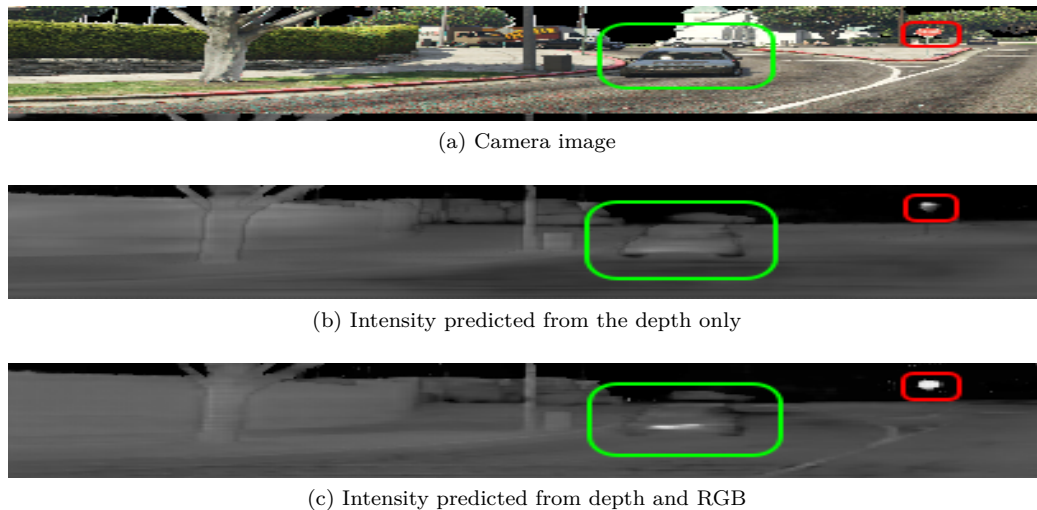 (a) Camera image
(b) Intensity predicted from the depth only
(c) Intensity predicted from depth and RGB